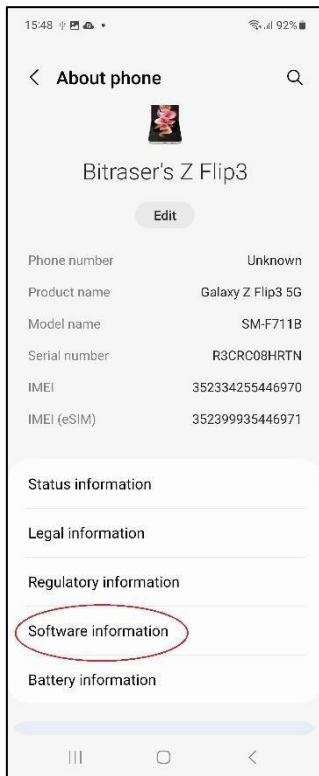 15:48 92%
About phone
Bitraser's Z Flip3
Edit
Phone number Unknown
Product name Galaxy Z Flip3 5G
Model name SM-F711B
Serial number R3CRC08HRTN
IMEI 352334255446970
IMEI (eSIM) 352399935446971
Status information
Legal information
Regulatory information
Software information
Battery information